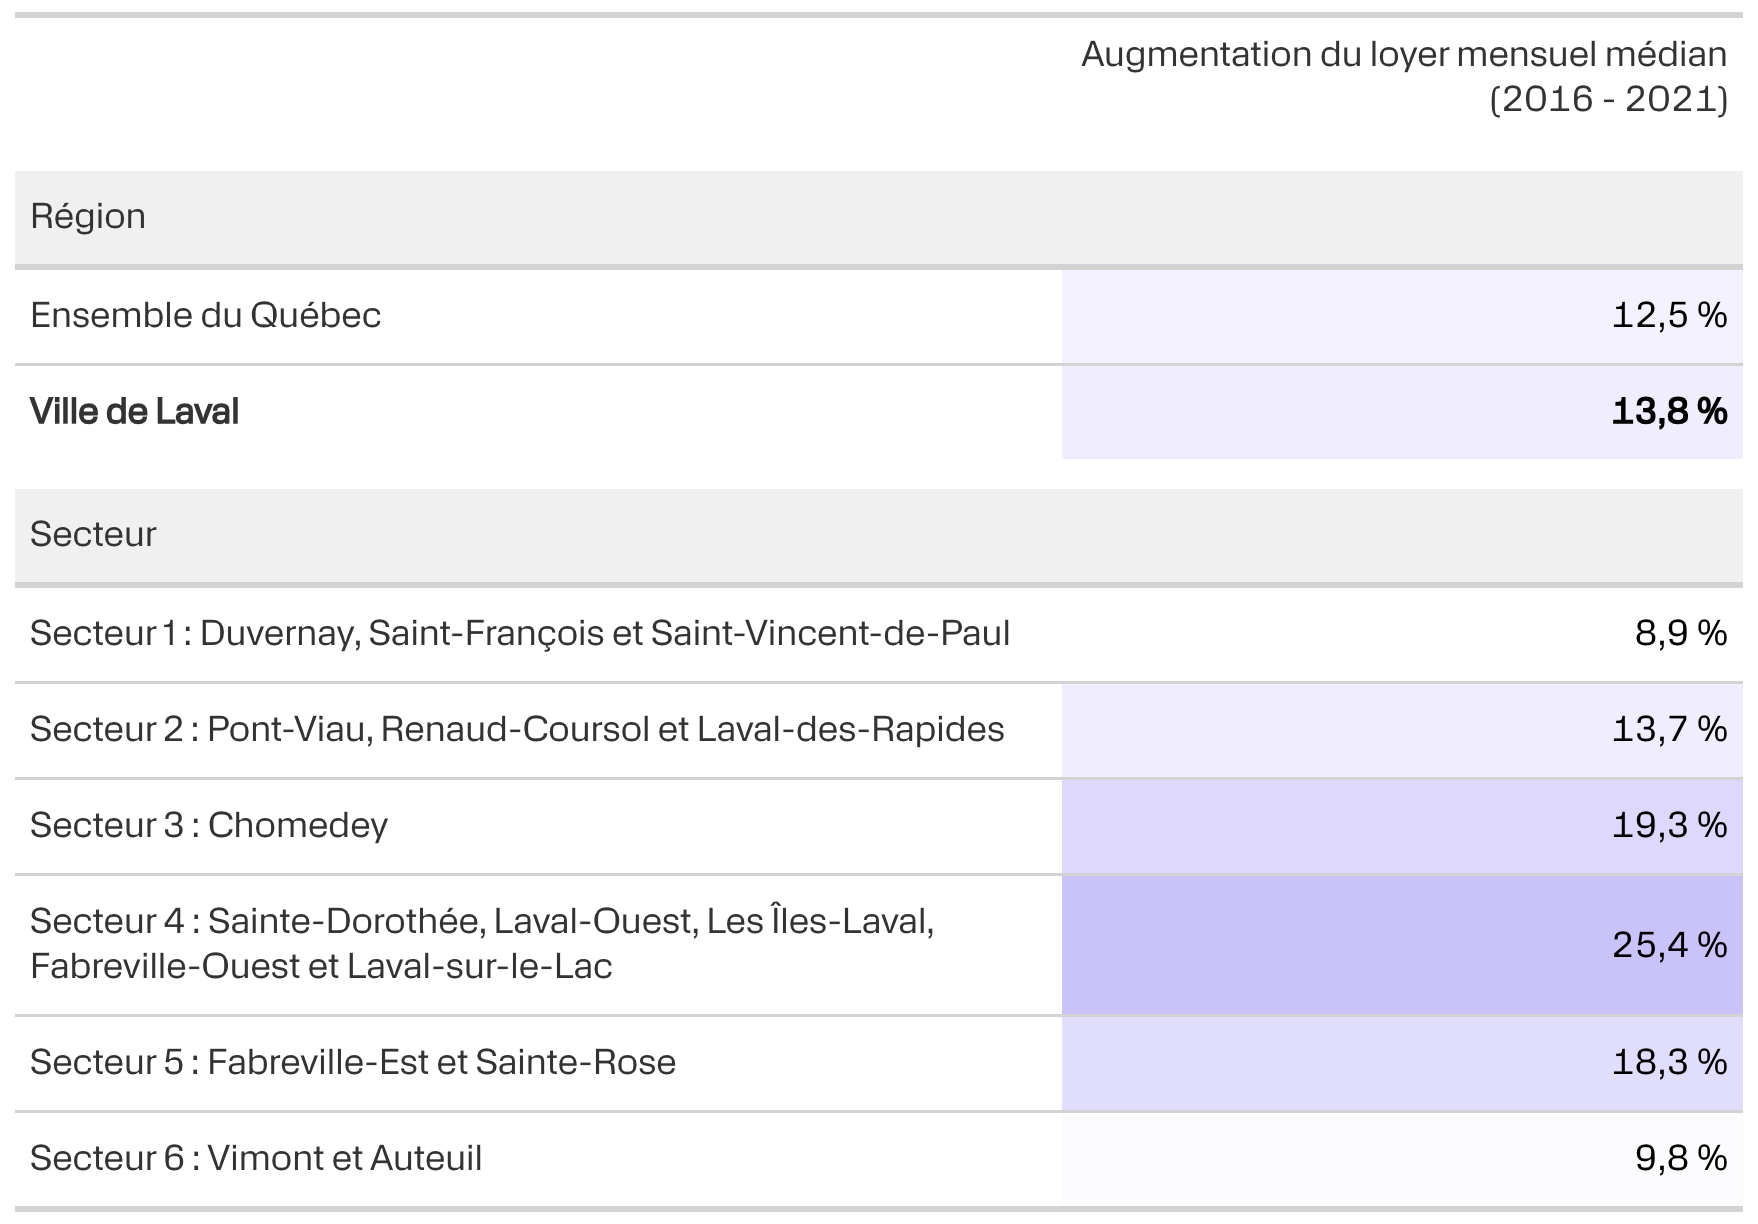 Augmentation du loyer mensuel médian
(2016 - 2021)
Région
Ensemble du Québec 12,5 %
Ville de Laval 13,8 %
Secteur
Secteur 1 : Duvernay, Saint-François et Saint-Vincent-de-Paul 8,9 %
Secteur 2 : Pont-Viau, Renaud-Coursol et Laval-des-Rapides 13,7 %
Secteur 3 : Chomedey 19,3 %
Secteur 4 : Sainte-Dorothée, Laval-Ouest, Les Îles-Laval,
Fabreville-Ouest et Laval-sur-le-Lac 25,4 %
Secteur 5 : Fabreville-Est et Sainte-Rose 18,3 %
Secteur 6 : Vimont et Auteuil 9,8 %